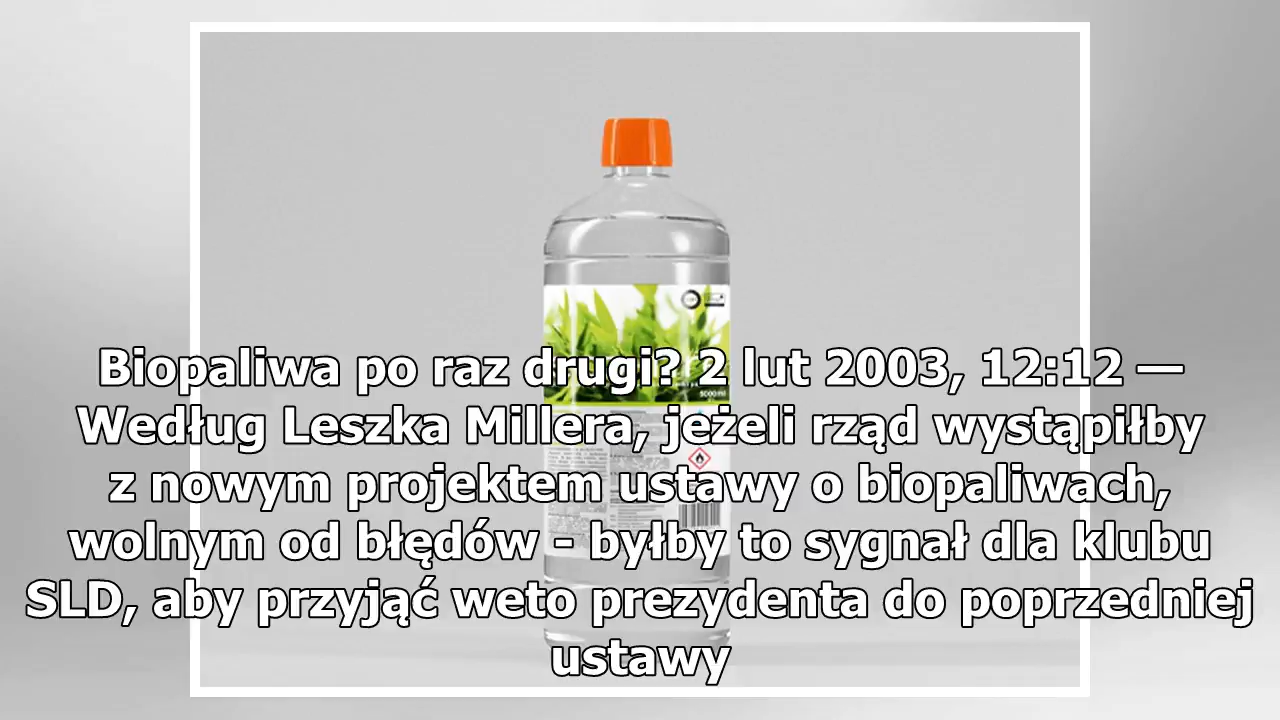 Biopaliwa po raz drugi? 2 lut 2003, 12:12 —
Według Leszka Millera, jeżeli rząd wystąpiłby
z nowym projektem ustawy o biopaliwach,
wolnym od błędów - byłby to sygnał dla klubu
SLD, aby przyjąć weto prezydenta do poprzedniej
ustawy